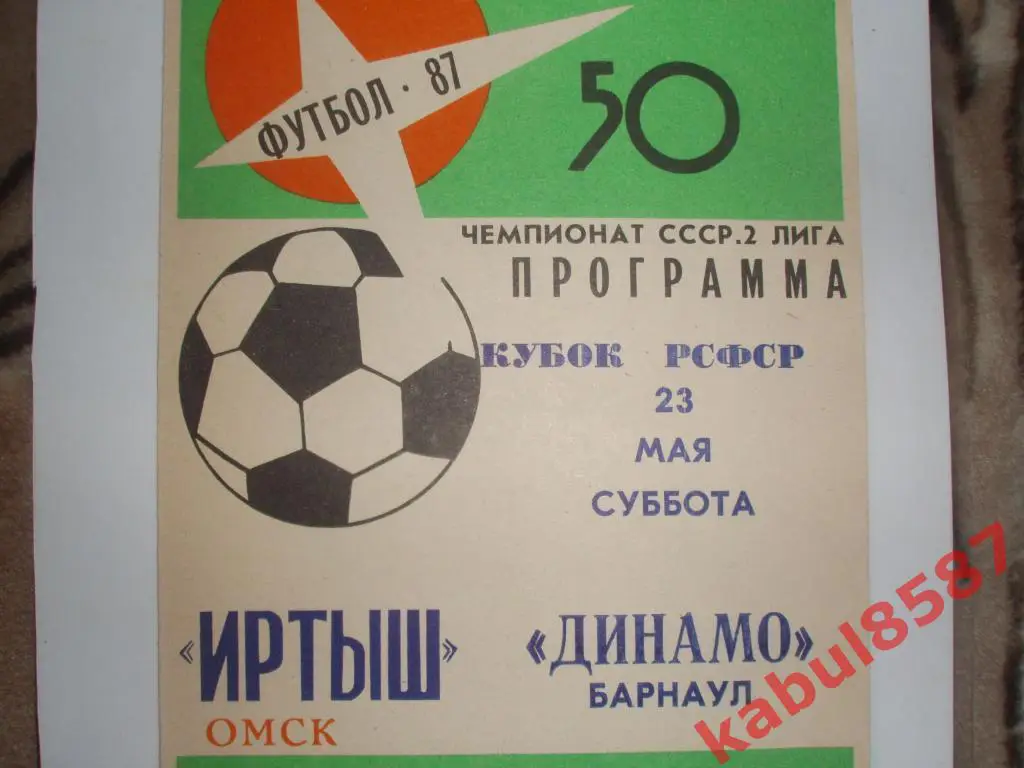 ФУТБОЛ · 87
50
ЧЕМПИОНАТ СССР.2 ЛИГА
ПРОГРАММА
КУБОК РСФСР
23
МАЯ
СУББОТА
«ИРТЫШ»
ОМСК
«ДИНАМО»
БАРНАУЛ
kabul8587